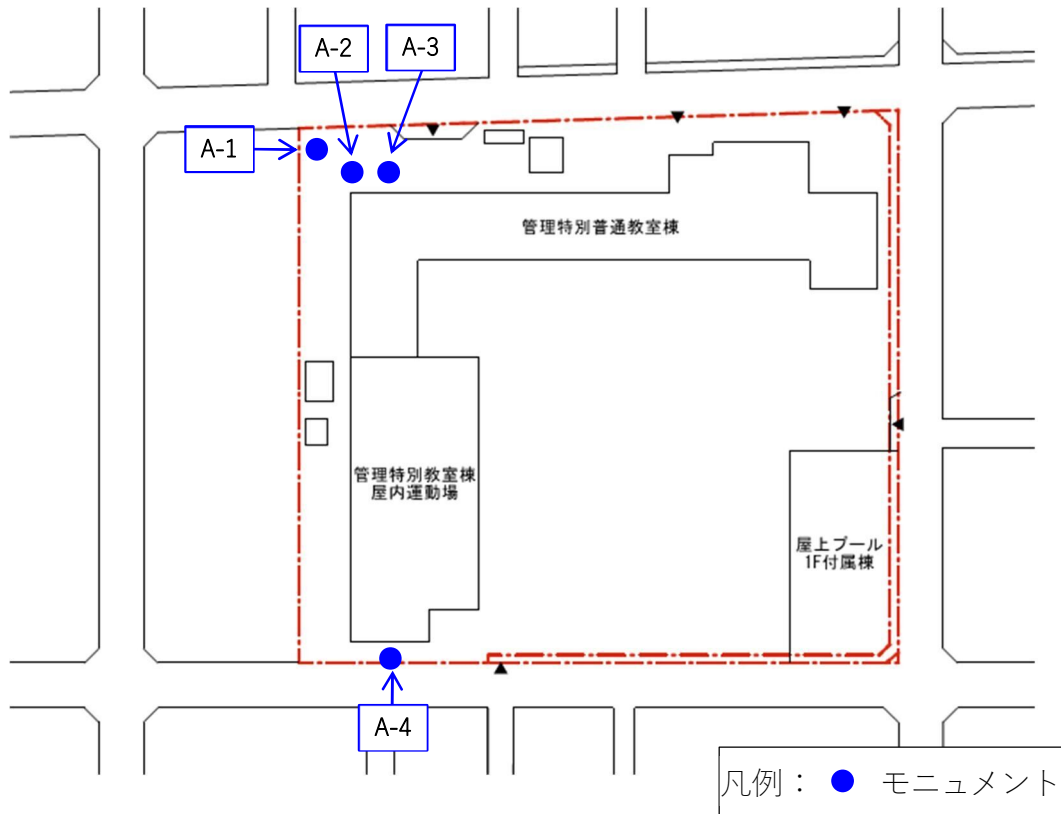 A-2
A-3
A-1
管理特別普通教室棟
管理特別教室棟
屋内運動場
屋上プール
1F付属棟
A-4
凡例： ● モニュメント